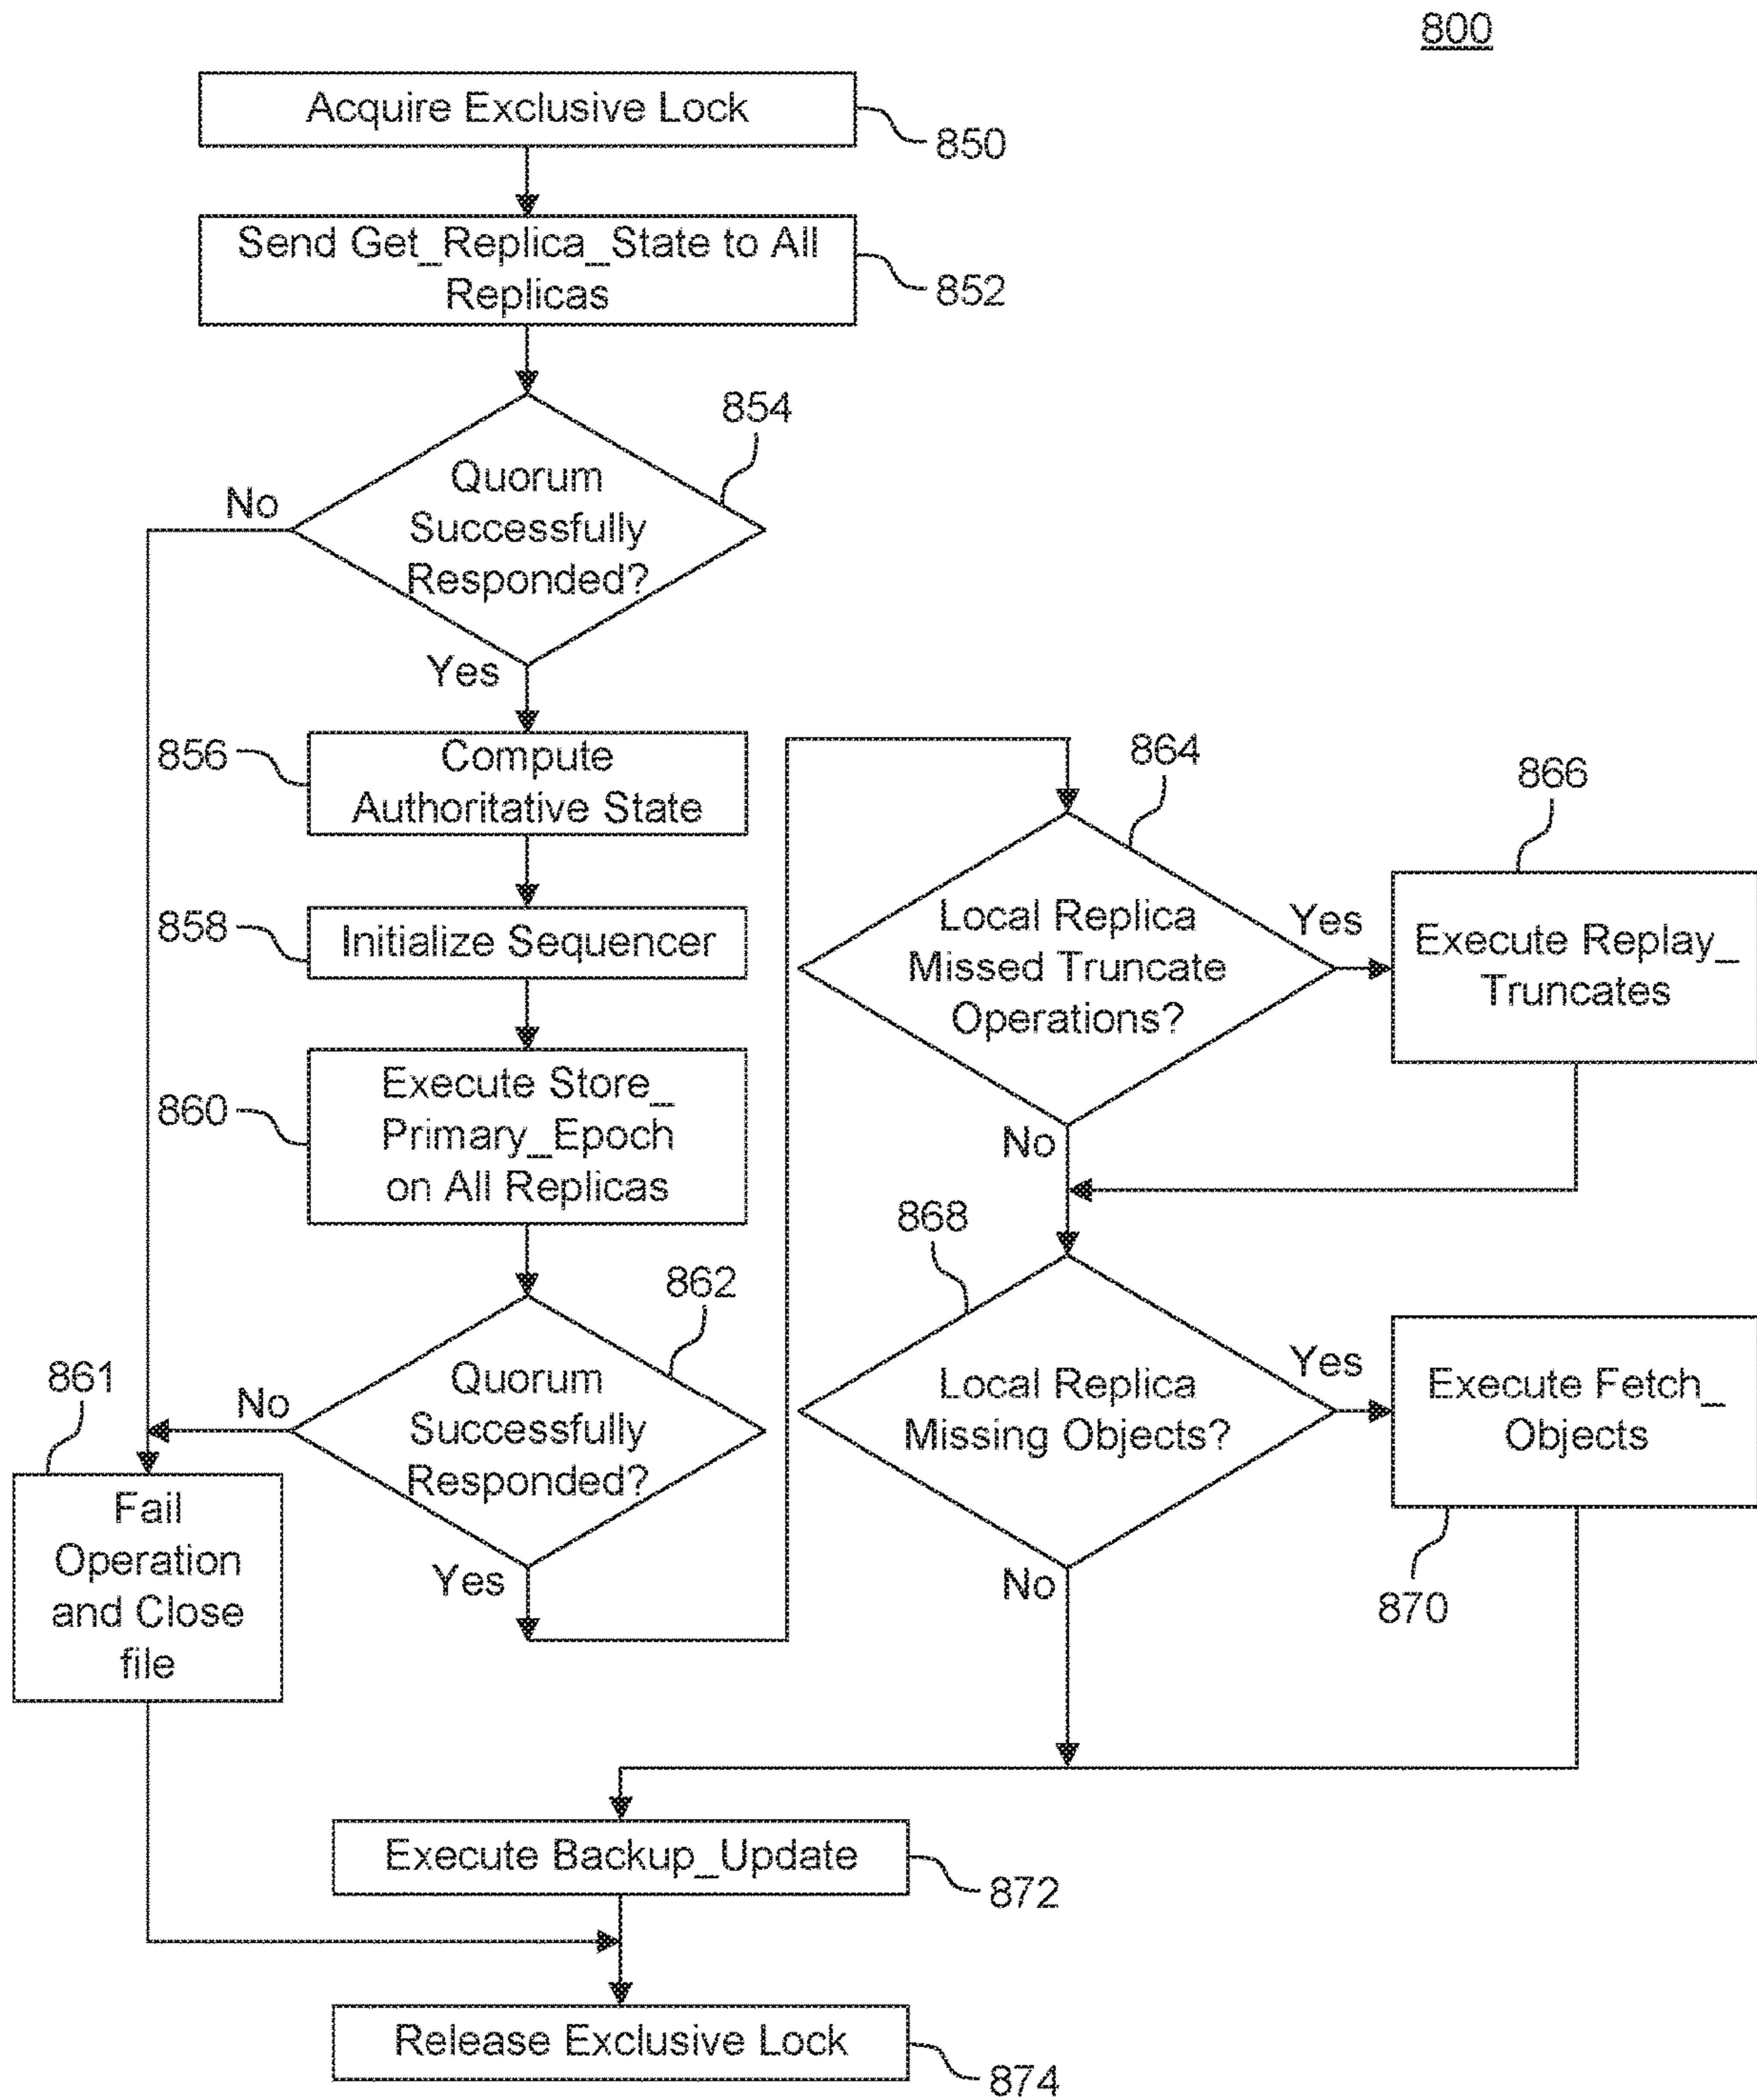 800
Acquire Exclusive Lock
850
Send Get_Replica_State to All
Replicas
852
854
Quorum
Successfully
Responded?
No
Yes
856
Compute
Authoritative State
858
Initialize Sequencer
860
Execute Store_
Primary_Epoch
on All Replicas
862
Quorum
Successfully
Responded?
No
Yes
861
Fail
Operation
and Close
file
864
Local Replica
Missed Truncate
Operations?
Yes
No
866
Execute Replay_
Truncates
868
Local Replica
Missing Objects?
Yes
No
Execute Fetch_
Objects
870
Execute Backup_Update
872
Release Exclusive Lock
874